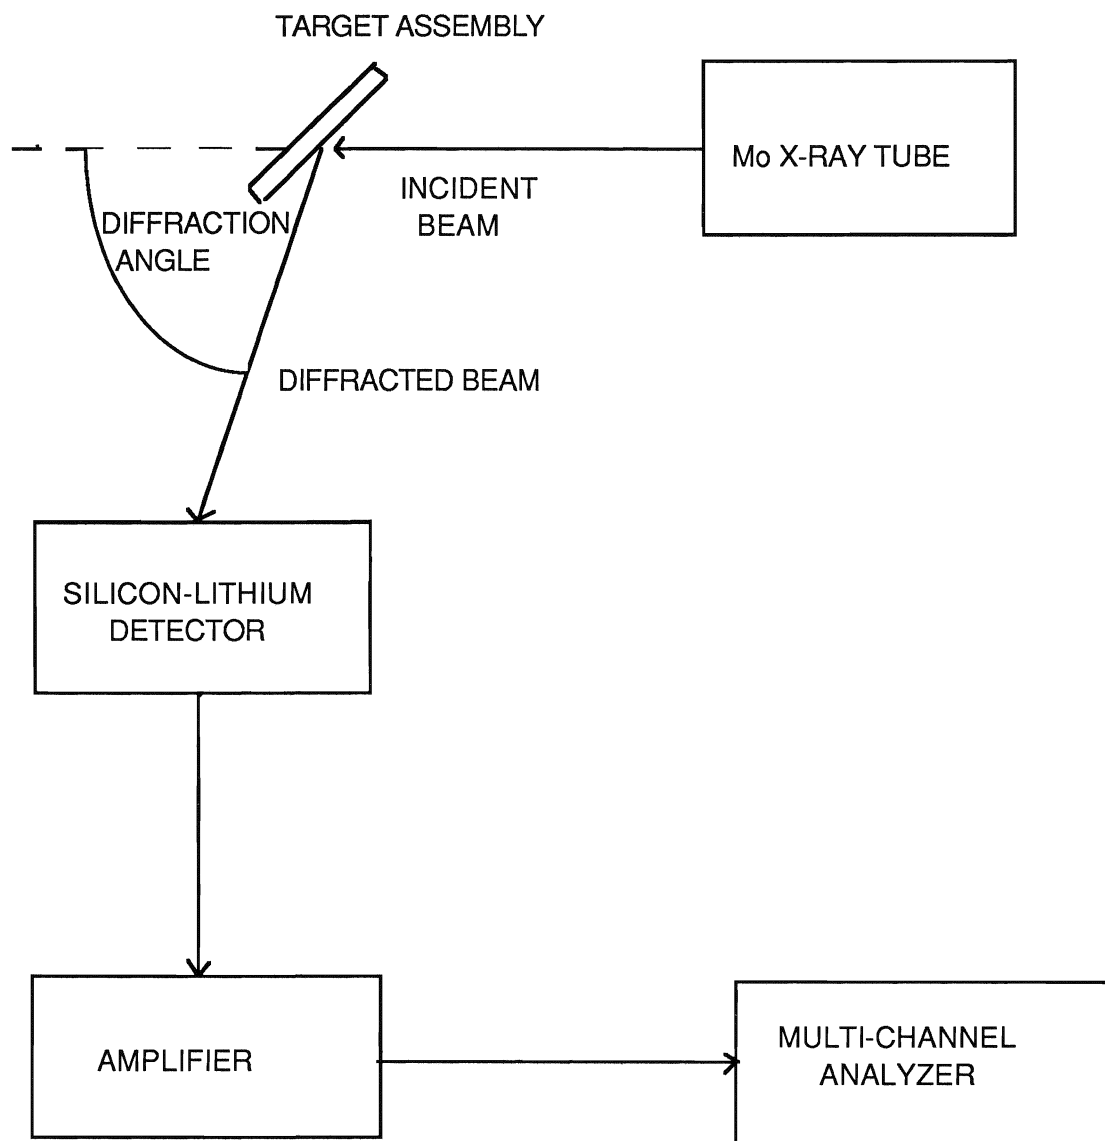 TARGET ASSEMBLY
Mo X-RAY TUBE
INCIDENT
BEAM
DIFFRACTION
ANGLE
DIFFRACTED BEAM
SILICON-LITHIUM
DETECTOR
AMPLIFIER
MULTI-CHANNEL
ANALYZER